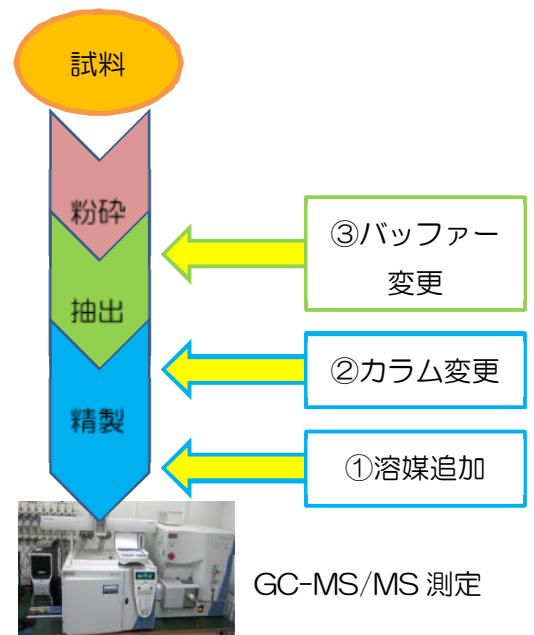 試料
粉砕
③バッファー
変更
抽出
②カラム変更
精製
①溶媒追加
GC-MS/MS 測定